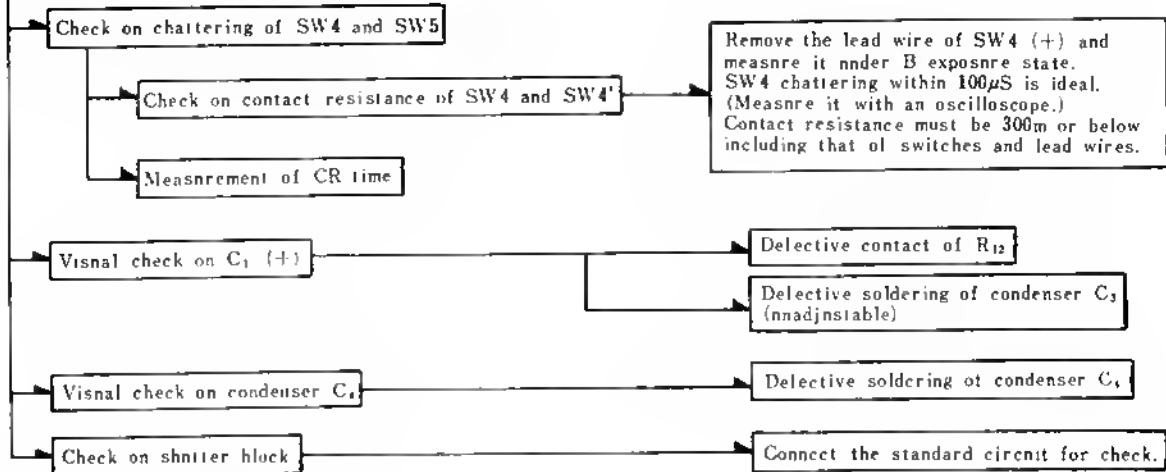 Check on chattering of SW4 and SW5
Remove the lead wire of SW4 (+) and
measnre it nnder B exposnre state.
SW4 chattering within 100μS is ideal.
(Measnre it with an oscilloscope.)
Contact resistance must be 300m or below
including that of switches and lead wires.
Check on contact resistance of SW4 and SW4'
Measnrement of CR time
Visnal check on C₁ (+)
Delective contact of R₁₂
Delective soldering of condenser C₃
(nnadjnstable)
Visnal check on condenser C₄
Delective soldering of condenser C₄
Check on shntter block
Connect the standard circnit for check.